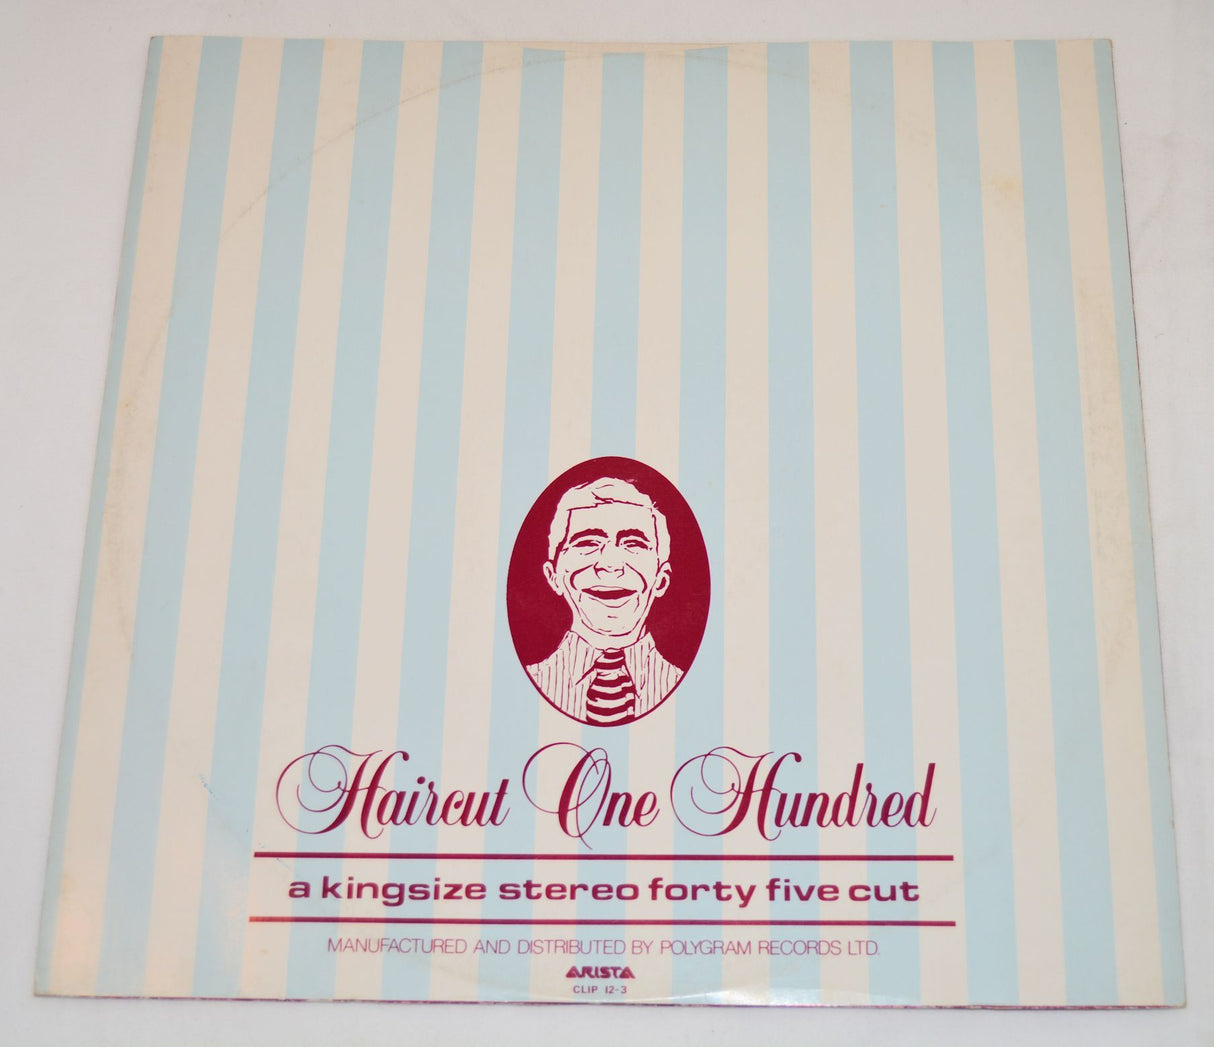 Haircut One Hundred
a kingsize stereo forty five cut
MANUFACTURED AND DISTRIBUTED BY POLYGRAM RECORDS LTD.
ARISTA
CLIP 12-3